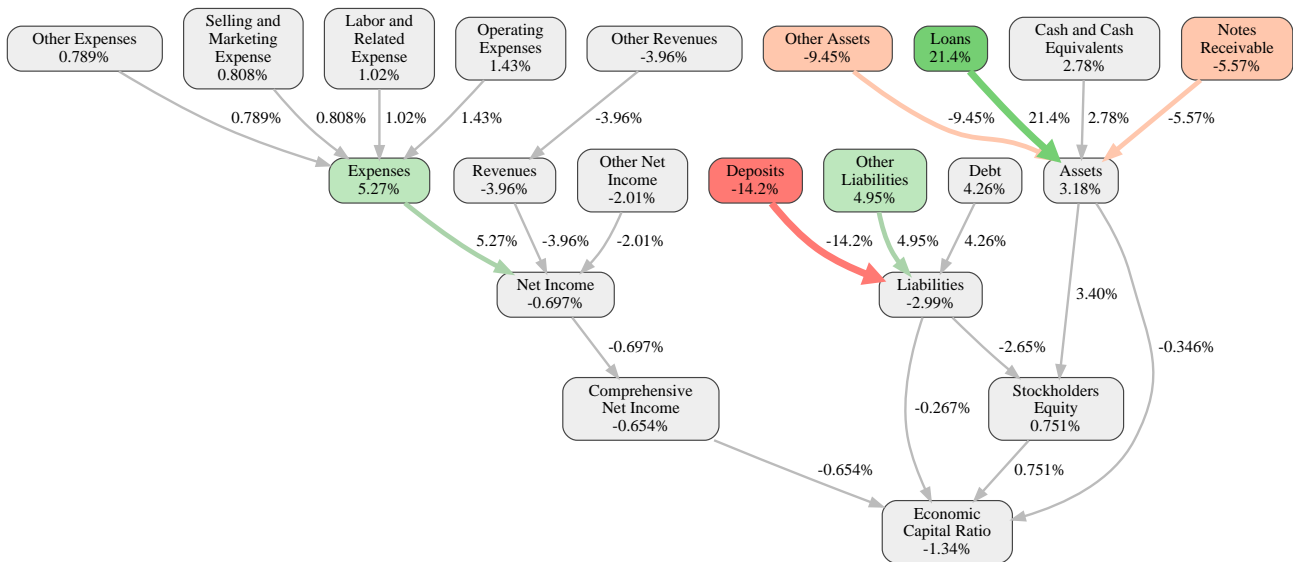 Other Expenses
0.789%
Selling and
Marketing
Expense
0.808%
Labor and
Related
Expense
1.02%
Operating
Expenses
1.43%
Other Revenues
-3.96%
Other Assets
-9.45%
Loans
21.4%
Cash and Cash
Equivalents
2.78%
Notes
Receivable
-5.57%
0.789%
0.808%
1.02%
1.43%
-3.96%
-9.45%
21.4%
2.78%
-5.57%
Expenses
5.27%
Revenues
-3.96%
Other Net
Income
-2.01%
Deposits
-14.2%
Other
Liabilities
4.95%
Debt
4.26%
Assets
3.18%
5.27%
-3.96%
-2.01%
-14.2%
4.95%
4.26%
Net Income
-0.697%
Liabilities
-2.99%
3.40%
-0.697%
-2.65%
-0.346%
Comprehensive
Net Income
-0.654%
-0.267%
Stockholders
Equity
0.751%
-0.654%
0.751%
Economic
Capital Ratio
-1.34%